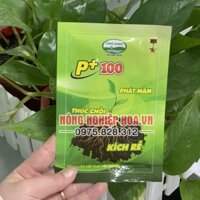 P+100
PHÁT MẦM
THÚC CHỒI
NÔNG NGHIỆP HOA.VN
0975.828.312
KÍCH RỄ